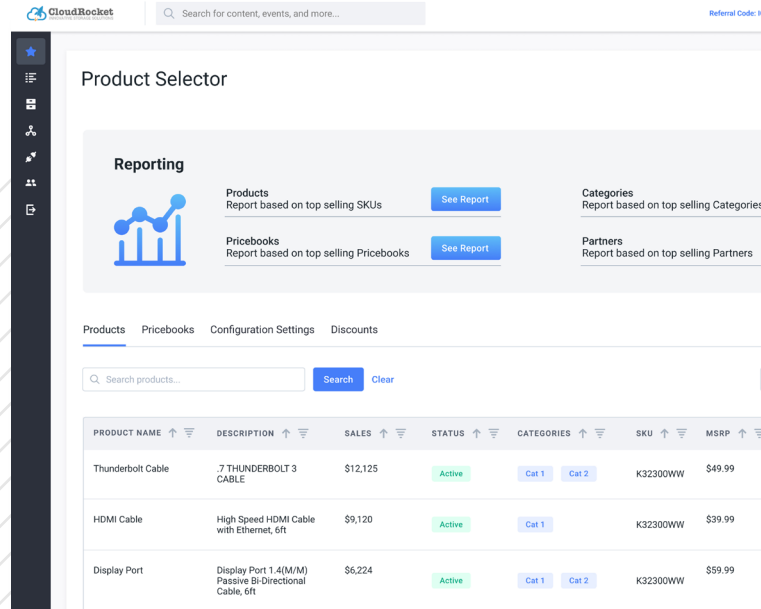 CloudRocket
INNOVATIVE STORAGE SOLUTIONS
Search for content, events, and more...
Referral Code:
Product Selector
Reporting
Products
Report based on top selling SKUs
See Report
Categories
Report based on top selling Categories
Pricebooks
Report based on top selling Pricebooks
See Report
Partners
Report based on top selling Partners
Products Pricebooks Configuration Settings Discounts
Search products...
Search
Clear
PRODUCT NAME DESCRIPTION SALES STATUS CATEGORIES SKU MSRP
Thunderbolt Cable
.7 THUNDERBOLT 3
CABLE
$12,125
Active
Cat 1 Cat 2
K32300WW
$49.99
HDMI Cable
High Speed HDMI Cable
with Ethernet, 6ft
$9,120
Active
Cat 1
K32300WW
$39.99
Display Port
Display Port 1.4(M/M)
Passive Bi-Directional
Cable, 6ft
$6,224
Active
Cat 1 Cat 2
K32300WW
$59.99